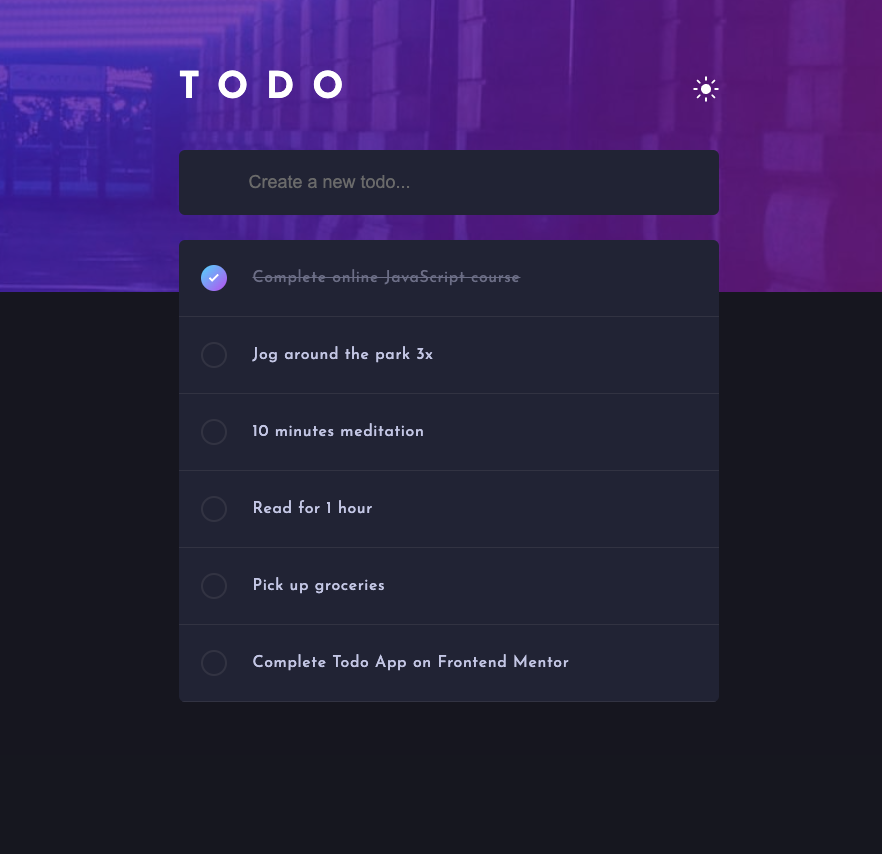 TODO
Create a new todo...
Complete online JavaScript course
Jog around the park 3x
10 minutes meditation
Read for 1 hour
Pick up groceries
Complete Todo App on Frontend Mentor